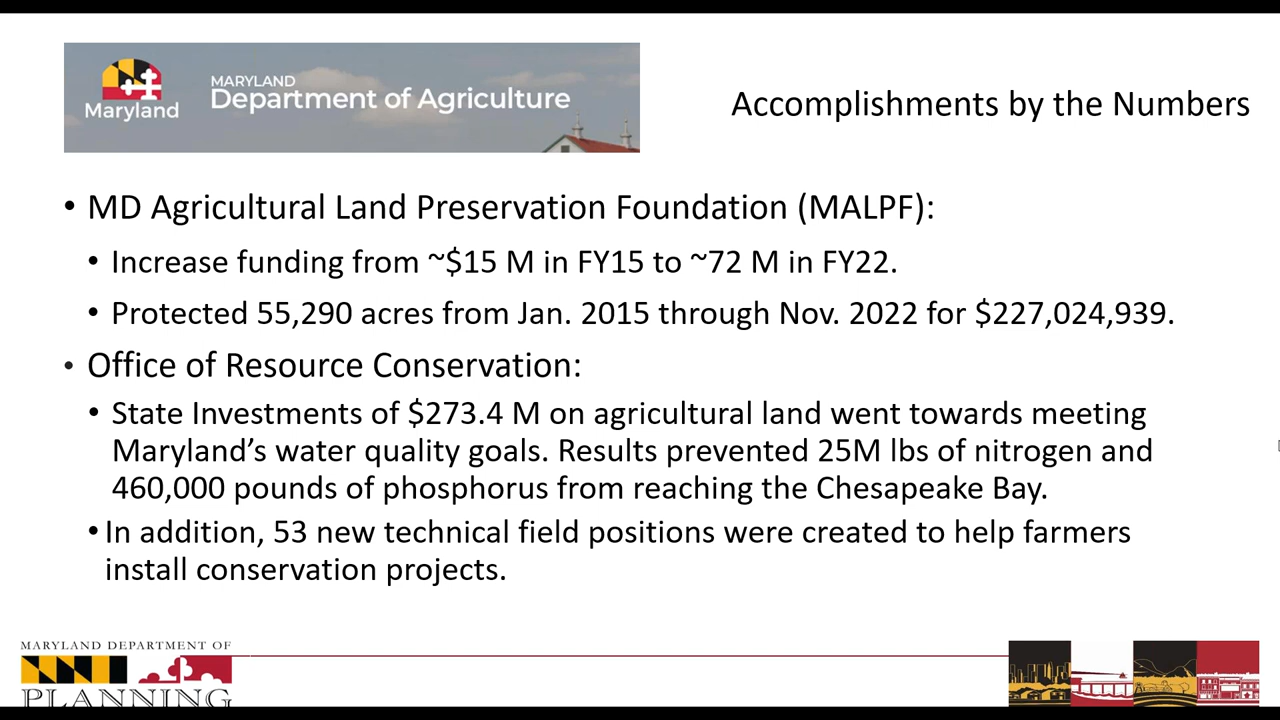 MARYLAND
Department of Agriculture
Maryland
Accomplishments by the Numbers
• MD Agricultural Land Preservation Foundation (MALPF):
• Increase funding from ~$15 M in FY15 to ~72 M in FY22.
• Protected 55,290 acres from Jan. 2015 through Nov. 2022 for $227,024,939.
• Office of Resource Conservation:
• State Investments of $273.4 M on agricultural land went towards meeting
Maryland’s water quality goals. Results prevented 25M lbs of nitrogen and
460,000 pounds of phosphorus from reaching the Chesapeake Bay.
• In addition, 53 new technical field positions were created to help farmers
install conservation projects.
MARYLAND DEPARTMENT OF
PLANNING